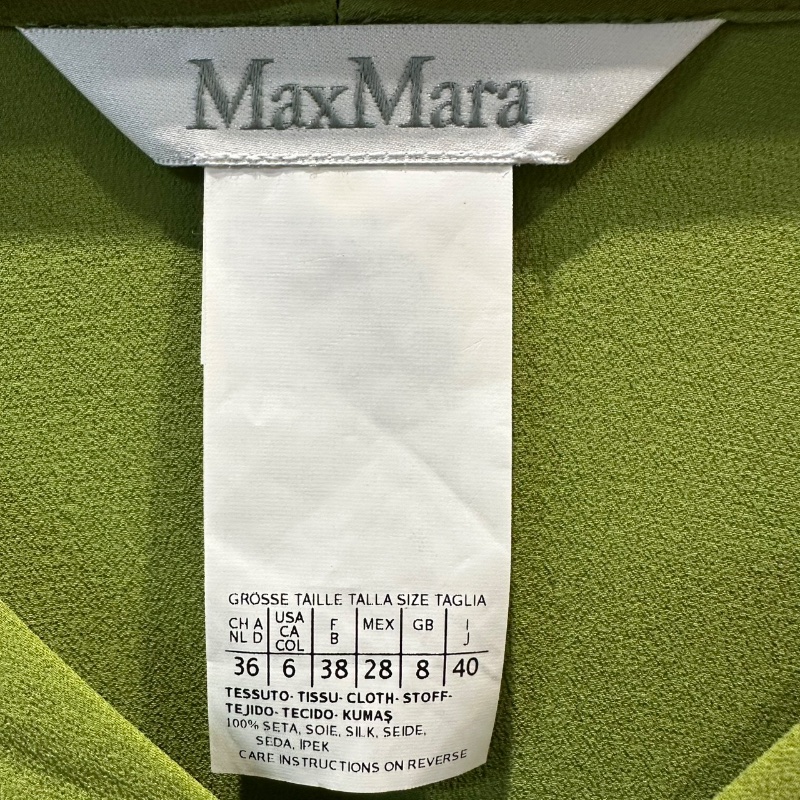 MaxMara
GRÖSSE TAILLE TALLA SIZE TAGLIA
CH A USA F MEX GB I
NL D CA B J
COL
36 6 38 28 8 40
TESSUTO- TISSU- CLOTH- STOFF-
TEJIDO- TECIDO- KUMAŞ
100% SETA, SOIE, SILK, SEIDE,
SEDA, IPEK
CARE INSTRUCTIONS ON REVERSE